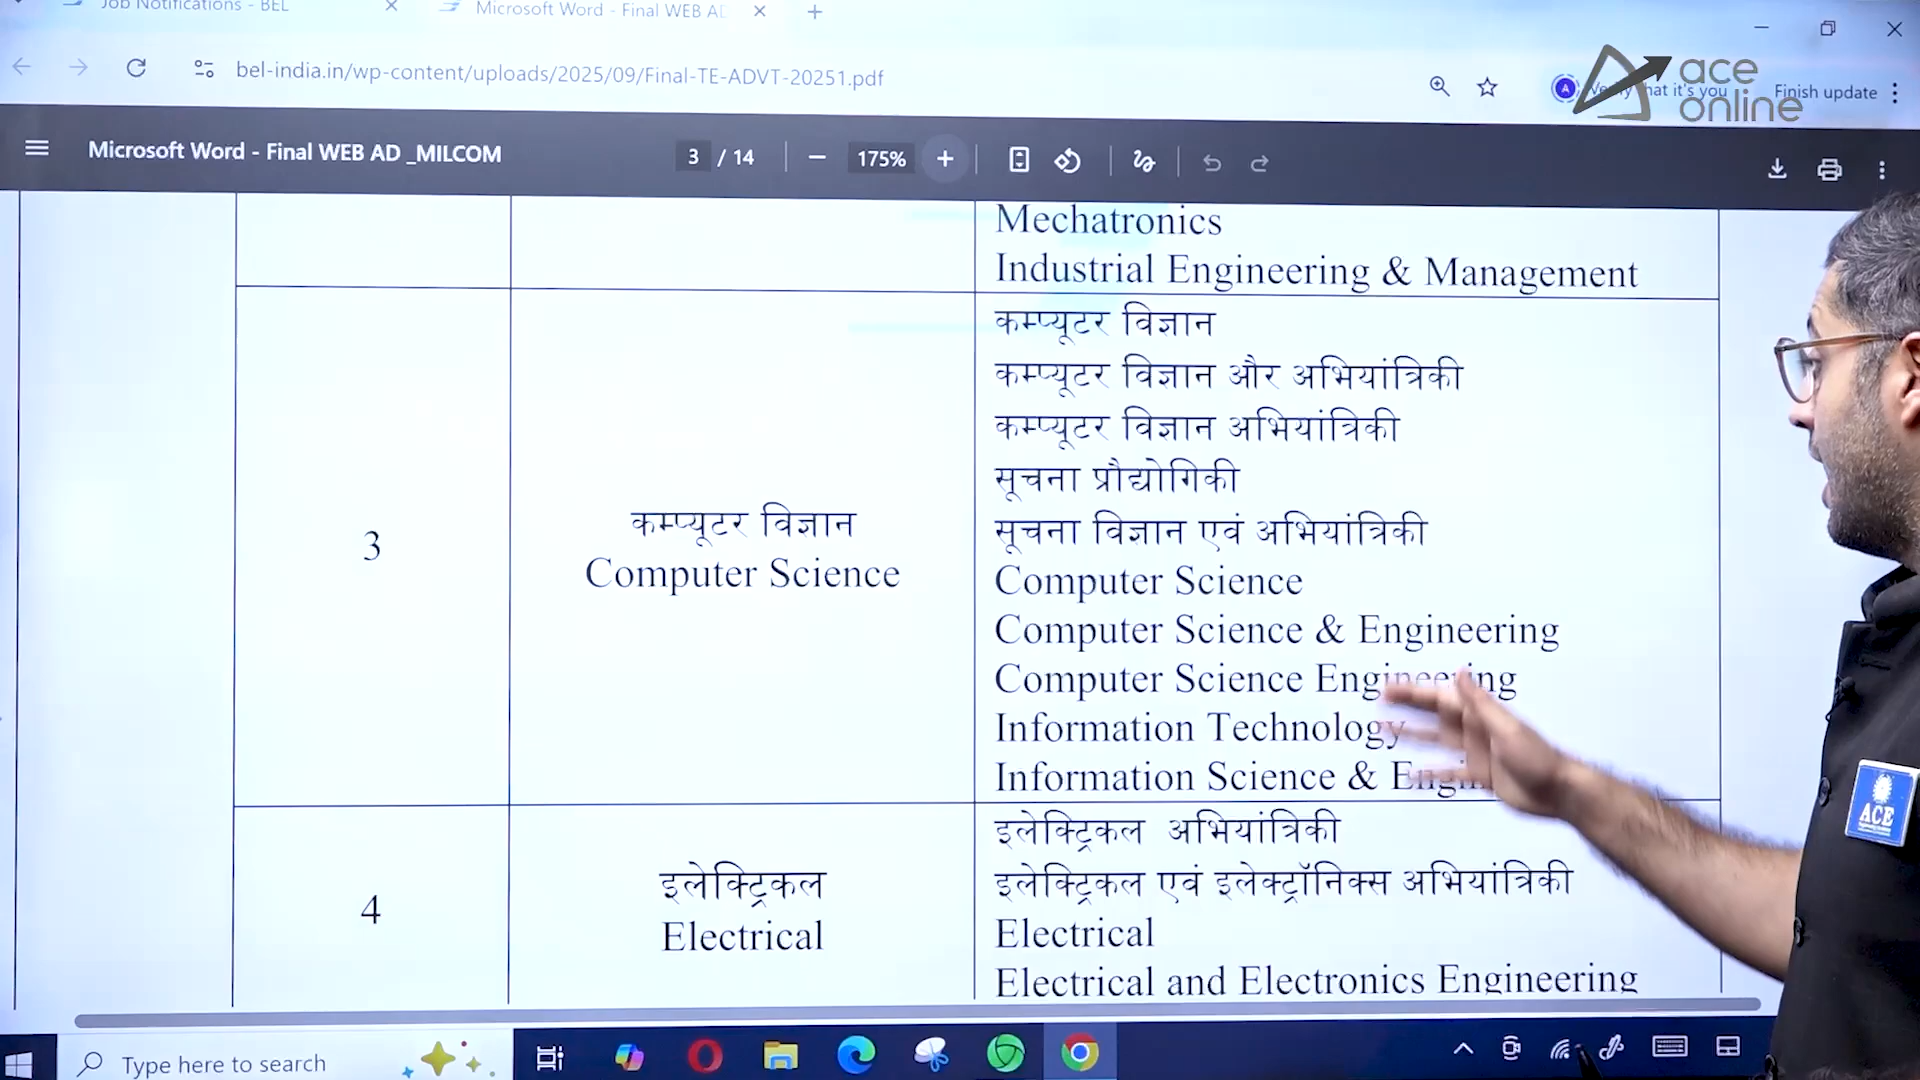 Job Notifications - BEL
Microsoft Word - Final WEB AD
bel-india.in/wp-content/uploads/2025/09/Final-TE-ADVT-20251.pdf
that it's you
Finish update
ace
online
Microsoft Word - Final WEB AD _MILCOM
3 / 14
175%
Mechatronics
Industrial Engineering & Management
3
कम्प्यूटर विज्ञान
Computer Science
कम्प्यूटर विज्ञान
कम्प्यूटर विज्ञान और अभियांत्रिकी
कम्प्यूटर विज्ञान अभियांत्रिकी
सूचना प्रौद्योगिकी
सूचना विज्ञान एवं अभियांत्रिकी
Computer Science
Computer Science & Engineering
Computer Science Engineering
Information Technology
Information Science &
4
इलेक्ट्रिकल
Electrical
इलेक्ट्रिकल अभियांत्रिकी
इलेक्ट्रिकल एवं इलेक्ट्रॉनिक्स अभियांत्रिकी
Electrical
Electrical and Electronics Engineering
ACE
Type here to search